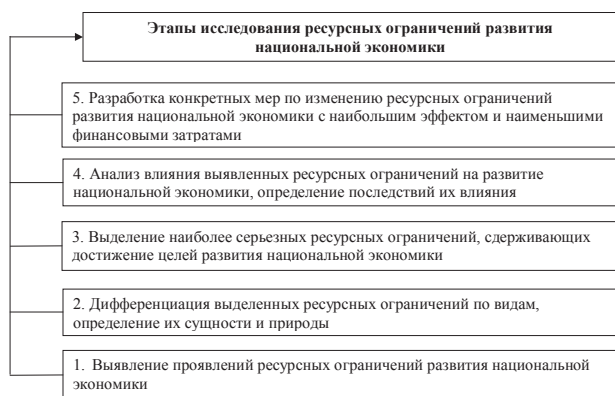 Этапы исследования ресурсных ограничений развития
национальной экономики
5. Разработка конкретных мер по изменению ресурсных ограничений
развития национальной экономики с наибольшим эффектом и наименьшими
финансовыми затратами
4. Анализ влияния выявленных ресурсных ограничений на развитие
национальной экономики, определение последствий их влияния
3. Выделение наиболее серьезных ресурсных ограничений, сдерживающих
достижение целей развития национальной экономики
2. Дифференциация выделенных ресурсных ограничений по видам,
определение их сущности и природы
1. Выявление проявлений ресурсных ограничений развития национальной
экономики